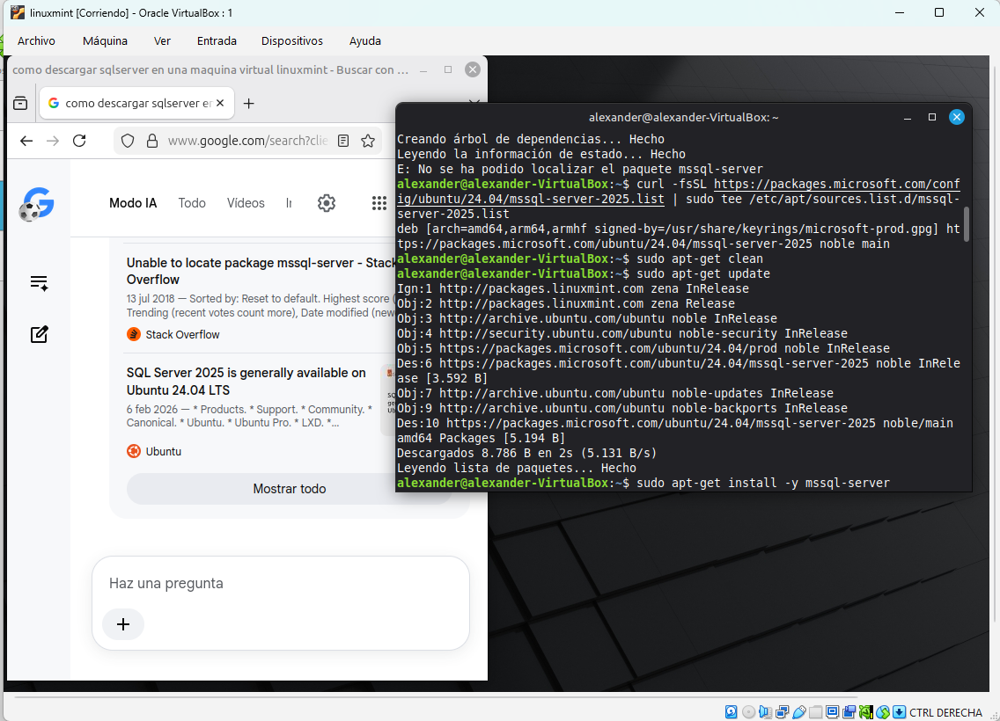 linuxmint [Corriendo] - Oracle VirtualBox : 1
Archivo Máquina Ver Entrada Dispositivos Ayuda
como descargar sqlserver en una maquina virtual linuxmint - Buscar con ...
como descargar sqlserver en
www.google.com/search?clie
Modo IA Todo Vídeos
Unable to locate package mssql-server - Stack
Overflow
13 jul 2018 — Sorted by: Reset to default. Highest score (
Trending (recent votes count more), Date modified (new
Stack Overflow
SQL Server 2025 is generally available on
Ubuntu 24.04 LTS
6 feb 2026 — * Products. * Support. * Community. *
Canonical. * Ubuntu. * Ubuntu Pro. * LXD. *...
Ubuntu
Mostrar todo
Haz una pregunta
alexander@alexander-VirtualBox: ~
Creando árbol de dependencias... Hecho
Leyendo la información de estado... Hecho
E: No se ha podido localizar el paquete mssql-server
alexander@alexander-VirtualBox:~$ curl -fsSL https://packages.microsoft.com/conf
ig/ubuntu/24.04/mssql-server-2025.list | sudo tee /etc/apt/sources.list.d/mssql-
server-2025.list
deb [arch=amd64,arm64,armhf signed-by=/usr/share/keyrings/microsoft-prod.gpg] ht
tps://packages.microsoft.com/ubuntu/24.04/mssql-server-2025 noble main
alexander@alexander-VirtualBox:~$ sudo apt-get clean
alexander@alexander-VirtualBox:~$ sudo apt-get update
Ign:1 http://packages.linuxmint.com zena InRelease
Obj:2 http://packages.linuxmint.com zena Release
Obj:3 http://archive.ubuntu.com/ubuntu noble InRelease
Obj:4 http://security.ubuntu.com/ubuntu noble-security InRelease
Obj:5 https://packages.microsoft.com/ubuntu/24.04/prod noble InRelease
Des:6 https://packages.microsoft.com/ubuntu/24.04/mssql-server-2025 noble InRele
ase [3.592 B]
Obj:7 http://archive.ubuntu.com/ubuntu noble-updates InRelease
Obj:9 http://archive.ubuntu.com/ubuntu noble-backports InRelease
Des:10 https://packages.microsoft.com/ubuntu/24.04/mssql-server-2025 noble/main
amd64 Packages [5.194 B]
Descargados 8.786 B en 2s (5.131 B/s)
Leyendo lista de paquetes... Hecho
alexander@alexander-VirtualBox:~$ sudo apt-get install -y mssql-server
CTRL DERECHA